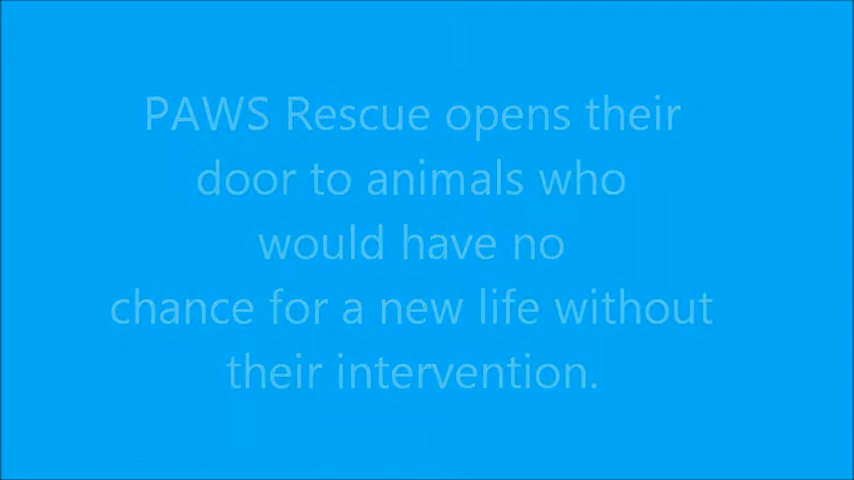 PAWS Rescue opens their
door to animals who
would have no
chance for a new life without
their intervention.